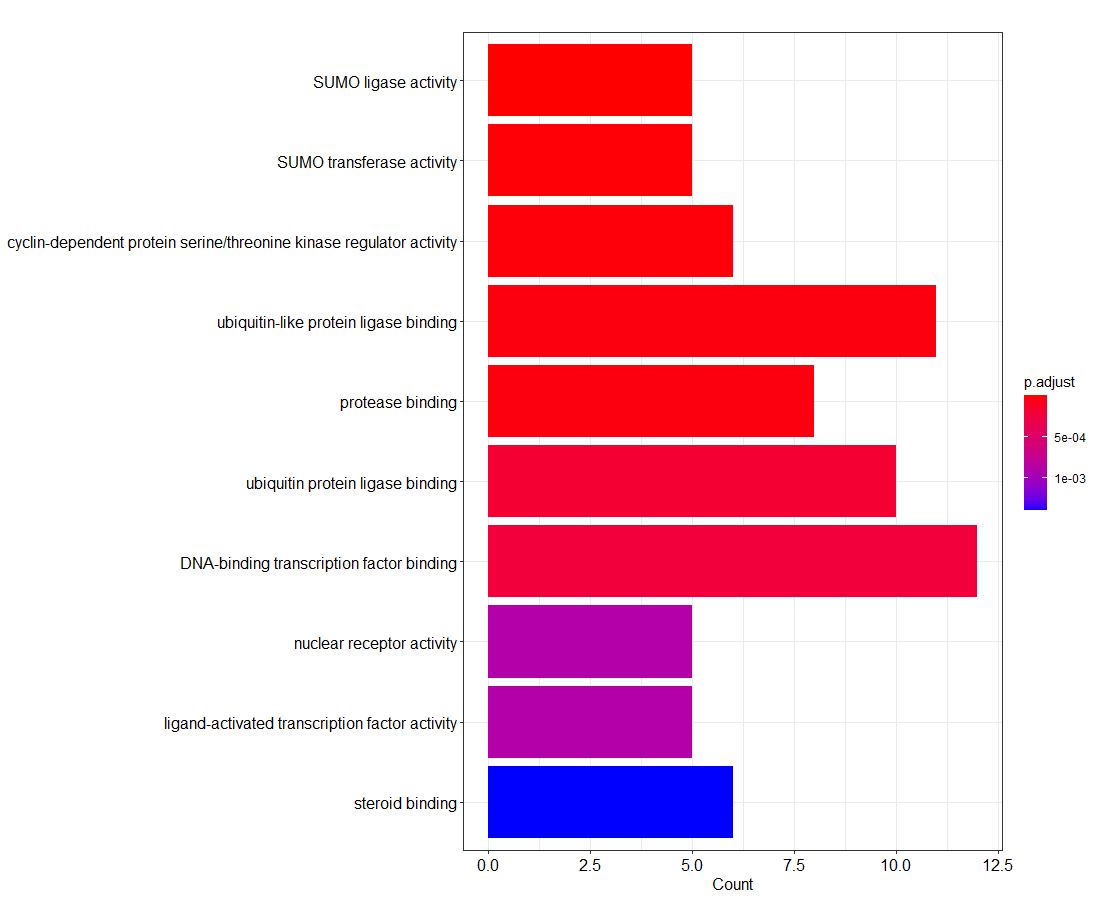 SUMO ligase activity
SUMO transferase activity
cyclin-dependent protein serine/threonine kinase regulator activity
ubiquitin-like protein ligase binding
protease binding
ubiquitin protein ligase binding
DNA-binding transcription factor binding
nuclear receptor activity
ligand-activated transcription factor activity
steroid binding
0.0 2.5 5.0 7.5 10.0 12.5
Count
p.adjust
5e-04
1e-03